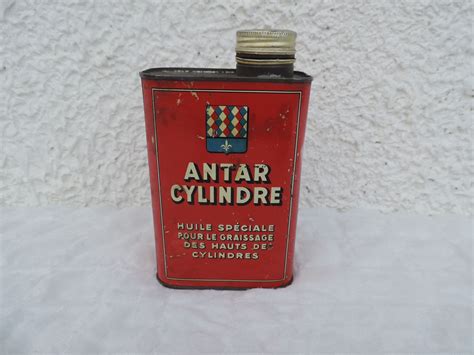 ANTAR
CYLINDRE
HUILE SPÉCIALE
POUR LE GRAISSAGE
DES HAUTS DE
CYLINDRES